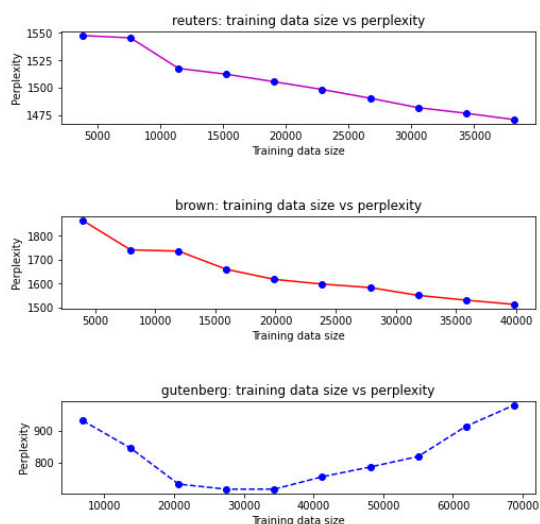 reuters: training data size vs perplexity
1550
1525
1500
1475
Perplexity
5000 10000 15000 20000 25000 30000 35000
Training data size
brown: training data size vs perplexity
1800
1700
1600
1500
Perplexity
5000 10000 15000 20000 25000 30000 35000 40000
Training data size
gutenberg: training data size vs perplexity
900
800
Perplexity
10000 20000 30000 40000 50000 60000 70000
Training data size